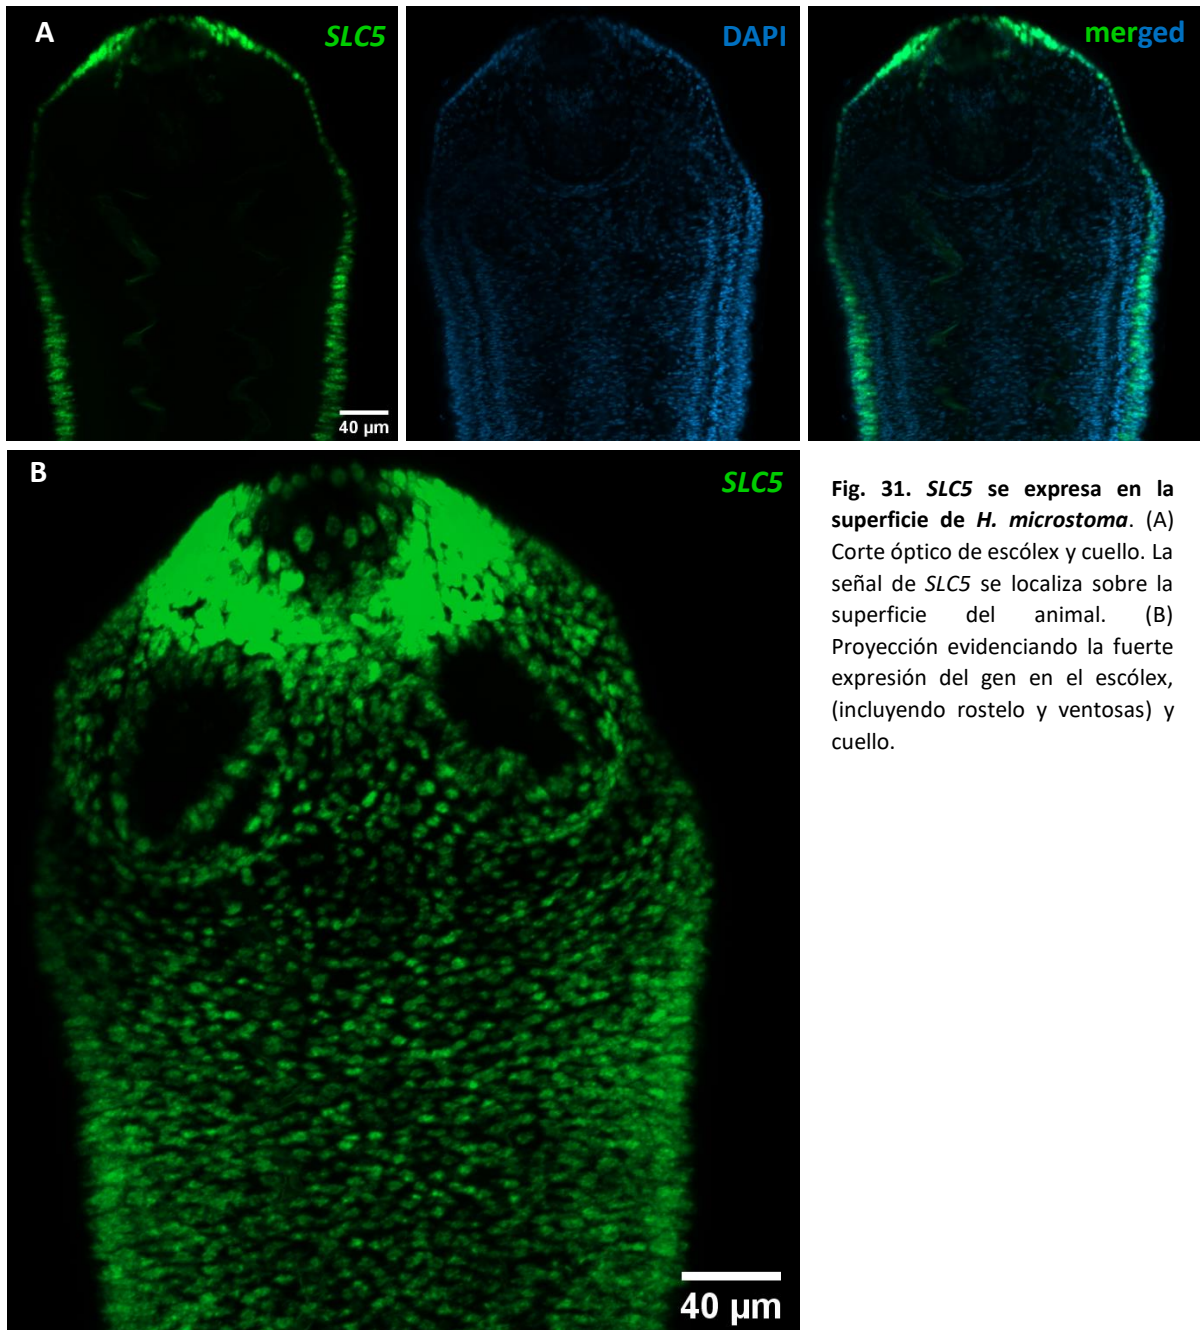 A
SLC5
DAPI
merged
40 µm
B
SLC5
40 µm
Fig. 31. SLC5 se expresa en la
superficie de H. microstoma. (A)
Corte óptico de escólex y cuello. La
señal de SLC5 se localiza sobre la
superficie del animal. (B)
Proyección evidenciando la fuerte
expresión del gen en el escólex,
(incluyendo rostelo y ventosas) y
cuello.